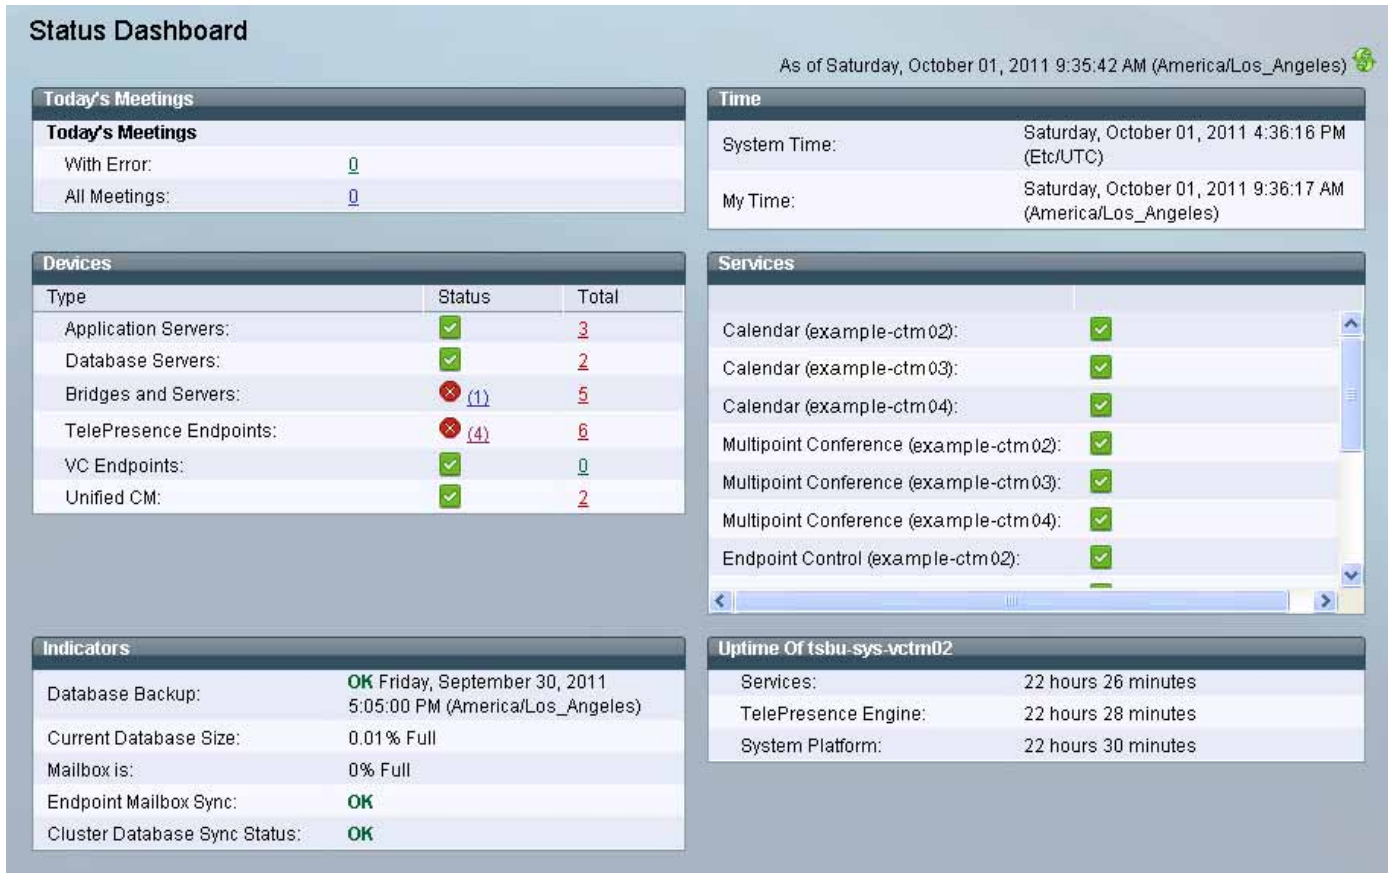 Status Dashboard
As of Saturday, October 01, 2011 9:35:42 AM (America/Los_Angeles)
Today's Meetings
Today's Meetings
With Error: 0
All Meetings: 0
Time
System Time: Saturday, October 01, 2011 4:36:16 PM
(Etc/UTC)
My Time: Saturday, October 01, 2011 9:36:17 AM
(America/Los_Angeles)
Devices
Type Status Total
Application Servers: 3
Database Servers: 2
Bridges and Servers: (1) 5
TelePresence Endpoints: (4) 6
VC Endpoints: 0
Unified CM: 2
Services
Calendar (example-ctm02):
Calendar (example-ctm03):
Calendar (example-ctm04):
Multipoint Conference (example-ctm02):
Multipoint Conference (example-ctm03):
Multipoint Conference (example-ctm04):
Endpoint Control (example-ctm02):
Indicators
Database Backup: OK Friday, September 30, 2011
5:05:00 PM (America/Los_Angeles)
Current Database Size: 0.01% Full
Mailbox is: 0% Full
Endpoint Mailbox Sync: OK
Cluster Database Sync Status: OK
Uptime Of tsbu-sys-vctm02
Services: 22 hours 26 minutes
TelePresence Engine: 22 hours 28 minutes
System Platform: 22 hours 30 minutes